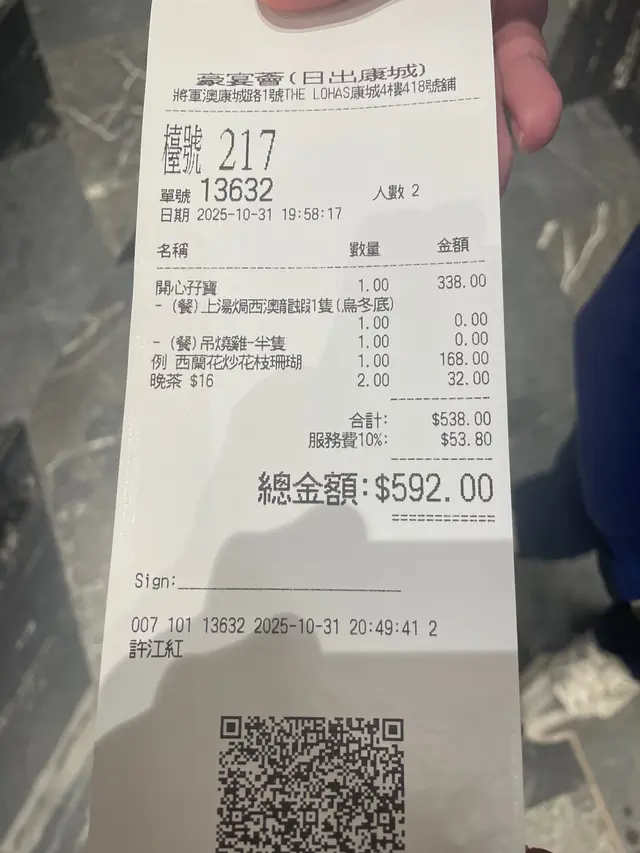 豪宴薈(日出康城)
將軍澳康城路1號THE LOHAS康城4樓418號舖
檯號 217
單號 13632 人數 2
日期 2025-10-31 19:58:17
名稱 數量 金額
開心孖寶 1.00 338.00
- (餐)上湯焗西澳龍蝦1隻(烏冬底)
1.00 0.00
- (餐)吊燒雞-半隻 1.00 0.00
例 西蘭花炒花枝珊瑚 1.00 168.00
晚茶 $16 2.00 32.00
合計: $538.00
服務費10%: $53.80
總金額:$592.00
Sign:
007 101 13632 2025-10-31 20:49:41 2
許江紅